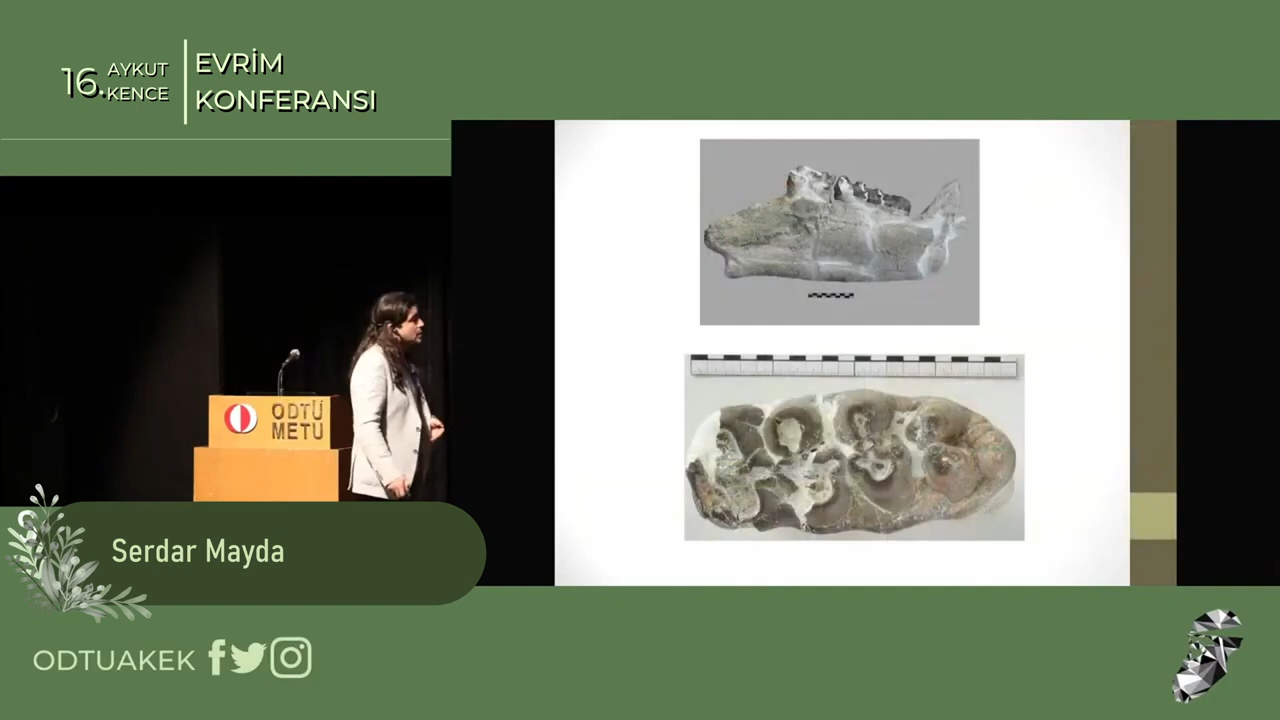 16.
AYKUT
KENCE
EVRİM
KONFERANSI
ODTÜ
METU
Serdar Mayda
ODTUAKEK